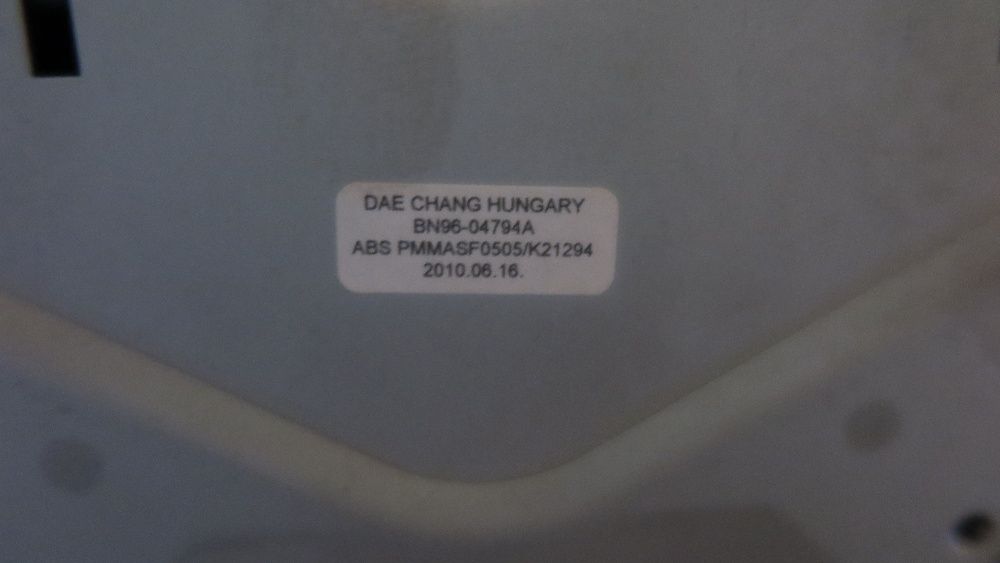 DAE CHANG HUNGARY
BN96-04794A
ABS PMMASF0505/K21294
2010.06.16.